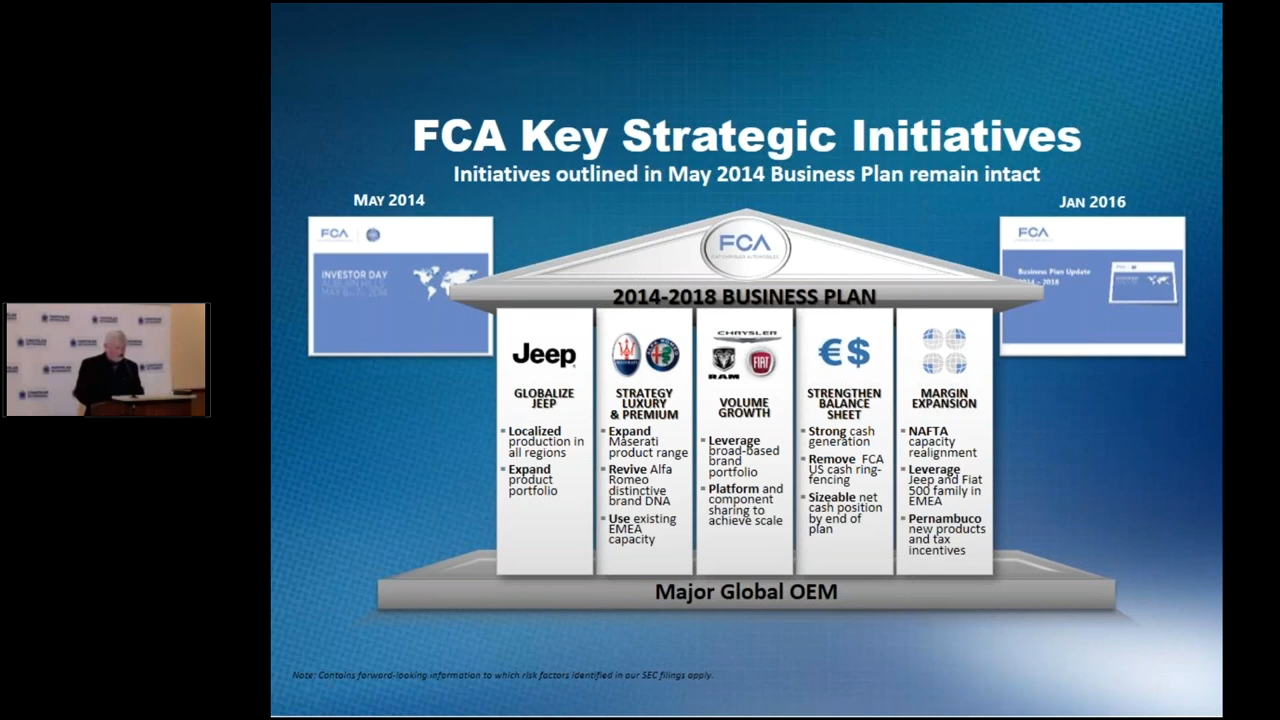 FCA Key Strategic Initiatives
Initiatives outlined in May 2014 Business Plan remain intact
MAY 2014
JAN 2016
FCA
INVESTOR DAY
FCA
FIAT CHRYSLER AUTOMOBILES
FCA
Business Plan Update
2014 - 2018
2014-2018 BUSINESS PLAN
Jeep
GLOBALIZE
JEEP
Localized
production in
all regions
Expand
product
portfolio
STRATEGY
LUXURY
& PREMIUM
Expand
Maserati
product range
Revive Alfa
Romeo
distinctive
brand DNA
Use existing
EMEA
capacity
CHRYSLER
RAM
FIAT
VOLUME
GROWTH
Leverage
broad-based
brand
portfolio
Platform and
component
sharing to
achieve scale
€$
STRENGTHEN
BALANCE
SHEET
Strong cash
generation
Remove FCA
US cash ring-
fencing
Sizeable net
cash position
by end of
plan
MARGIN
EXPANSION
NAFTA
capacity
realignment
Leverage
Jeep and Fiat
500 family in
EMEA
Pernambuco
new products
and tax
incentives
Major Global OEM
Note: Contains forward-looking information to which risk factors identified in our SEC filings apply.